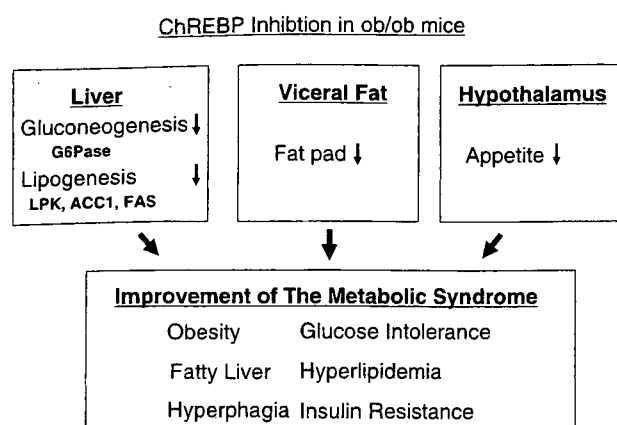 ChREBP Inhibtion in ob/ob mice
Liver
Gluconeogenesis ↓
G6Pase
Lipogenesis ↓
LPK, ACC1, FAS
Viceral Fat
Fat pad ↓
Hypothalamus
Appetite ↓
Improvement of The Metabolic Syndrome
Obesity Glucose Intolerance
Fatty Liver Hyperlipidemia
Hyperphagia Insulin Resistance